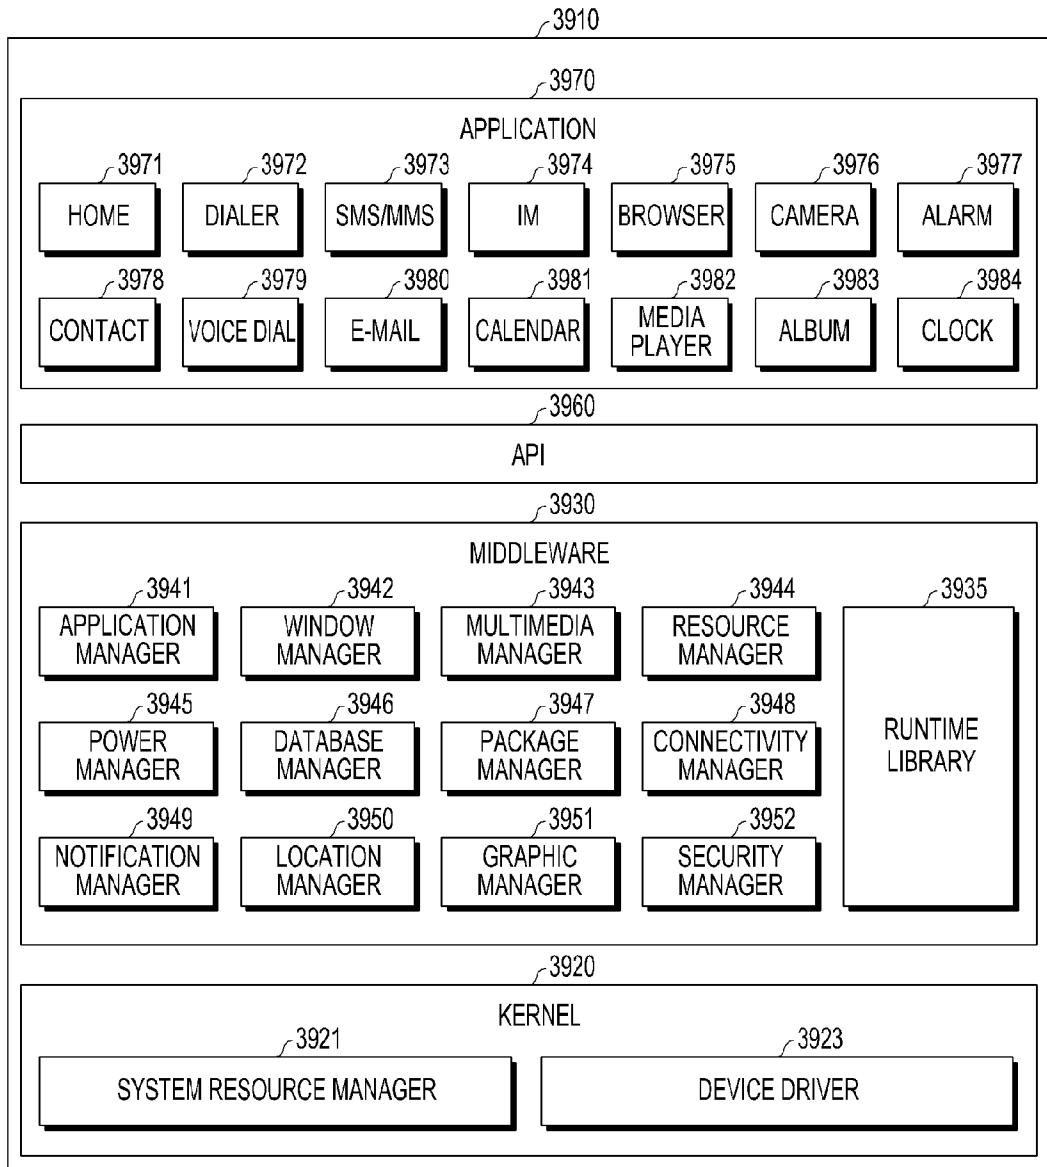 3910
3970
APPLICATION
3971 3972 3973 3974 3975 3976 3977
HOME DIALER SMS/MMS IM BROWSER CAMERA ALARM
3978 3979 3980 3981 3982 3983 3984
CONTACT VOICE DIAL E-MAIL CALENDAR MEDIA PLAYER ALBUM CLOCK
3960
API
3930
MIDDLEWARE
3941 3942 3943 3944 3935
APPLICATION MANAGER WINDOW MANAGER MULTIMEDIA MANAGER RESOURCE MANAGER
3945 3946 3947 3948
POWER MANAGER DATABASE MANAGER PACKAGE MANAGER CONNECTIVITY MANAGER RUNTIME LIBRARY
3949 3950 3951 3952
NOTIFICATION MANAGER LOCATION MANAGER GRAPHIC MANAGER SECURITY MANAGER
3920
KERNEL
3921 3923
SYSTEM RESOURCE MANAGER DEVICE DRIVER